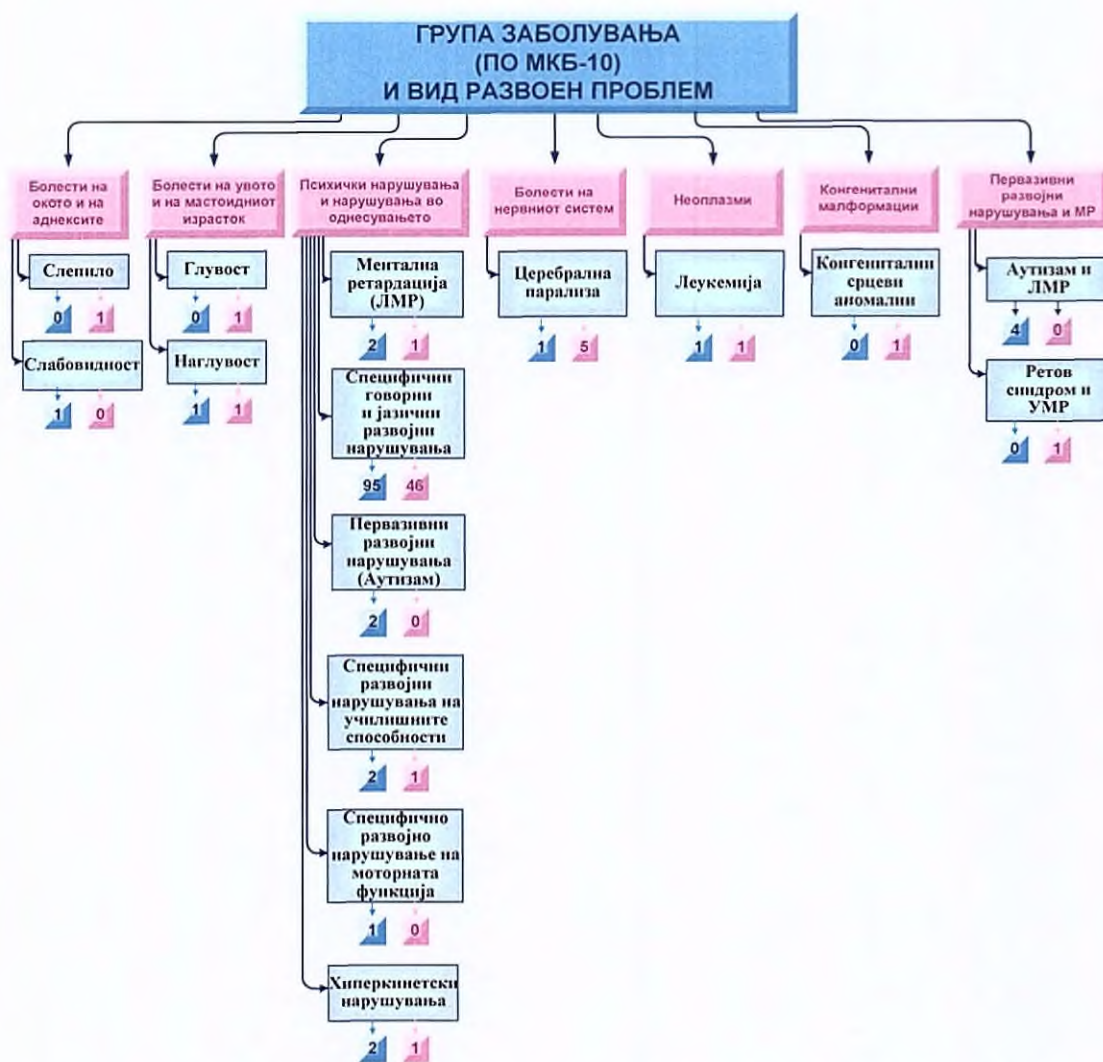 ГРУПА ЗАБОЛУВАЊА
(ПО МКБ-10)
И ВИД РАЗВОЕН ПРОБЛЕМ
Болести на
окото и на
аднексите
Слепило
0 1
Слабовидност
1 0
Болести на увото
и на мастоидниот
израсток
Глувост
0 1
Наглувост
1 1
Психички нарушувања
и нарушувања во
однесувањето
Ментална
ретардација
(ЛМР)
2 1
Специфични
говорни
и јазични
развојни
нарушувања
95 46
Первазивни
развојни
нарушувања
(Аутизам)
2 0
Специфични
развојни
нарушувања на
училишните
способности
2 1
Специфично
развојно
нарушување на
моторната
функција
1 0
Хиперкинетски
нарушувања
2 1
Болести на
нервниот систем
Церебрална
парализа
1 5
Неоплазми
Леукемија
1 1
Конгенитални
малформации
Конгенитални
срцеви
аномалии
0 1
Первазивни
развојни
нарушувања и МР
Аутизам и
ЛМР
4 0
Ретов
синдром и
УМР
0 1